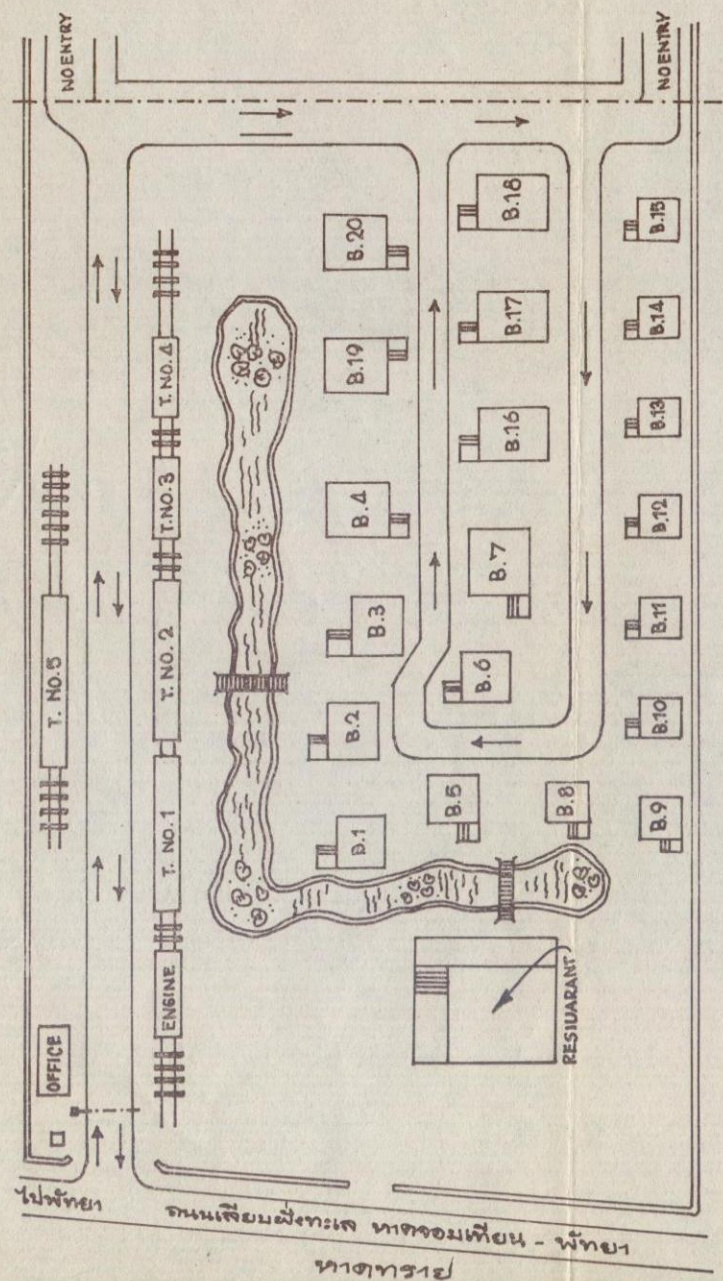 NO ENTRY
NO ENTRY
B.15
B.18
B.20
B.14
B.17
B.19
T. NO. 4
B.13
B.16
T. NO. 3
B.4
B.12
B.7
T. NO. 5
T. NO. 2
B.3
B.11
B.6
B.2
B.10
T. NO. 1
B.1
B.5
B.8
B.9
ENGINE
RESTUARANT
OFFICE
ไปพัทยา
ถนนเลียบฝั่งทะเล หาดจอมเทียน - พัทยา
หาดทราย